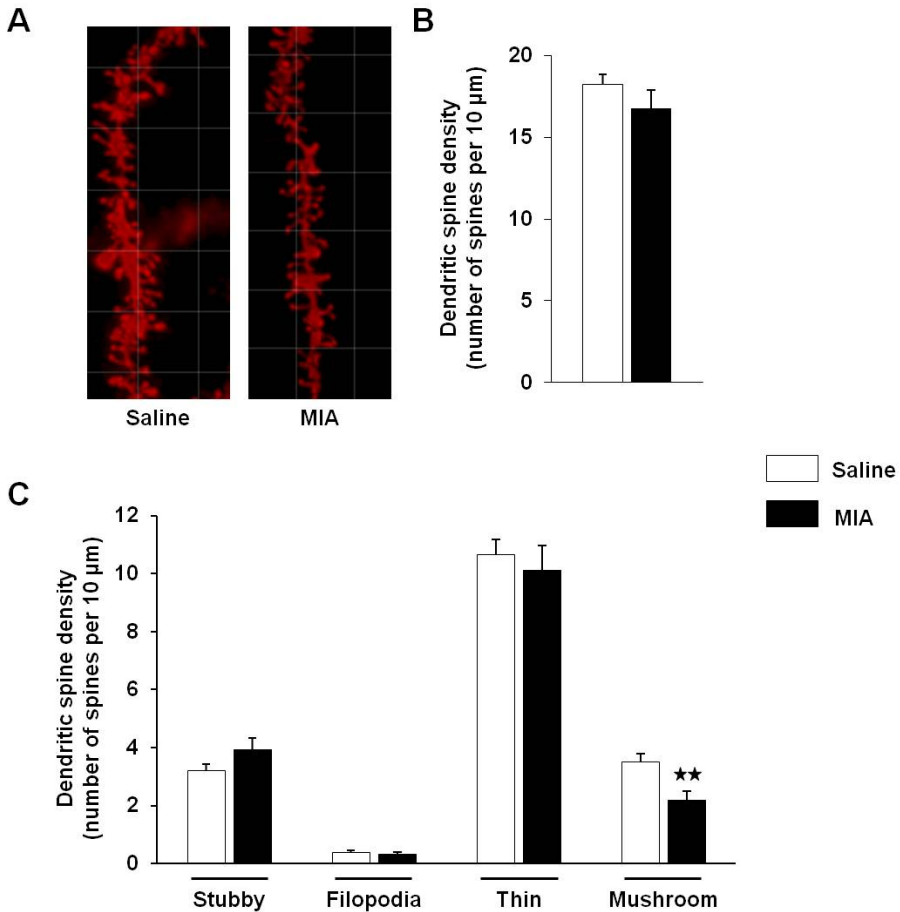 A
B
Saline
MIA
Dendritic spine density
(number of spines per 10 µm)
20
15
10
5
0
Saline
MIA
C
Dendritic spine density
(number of spines per 10 µm)
12
10
8
6
4
2
0
★★
Stubby
Filopodia
Thin
Mushroom